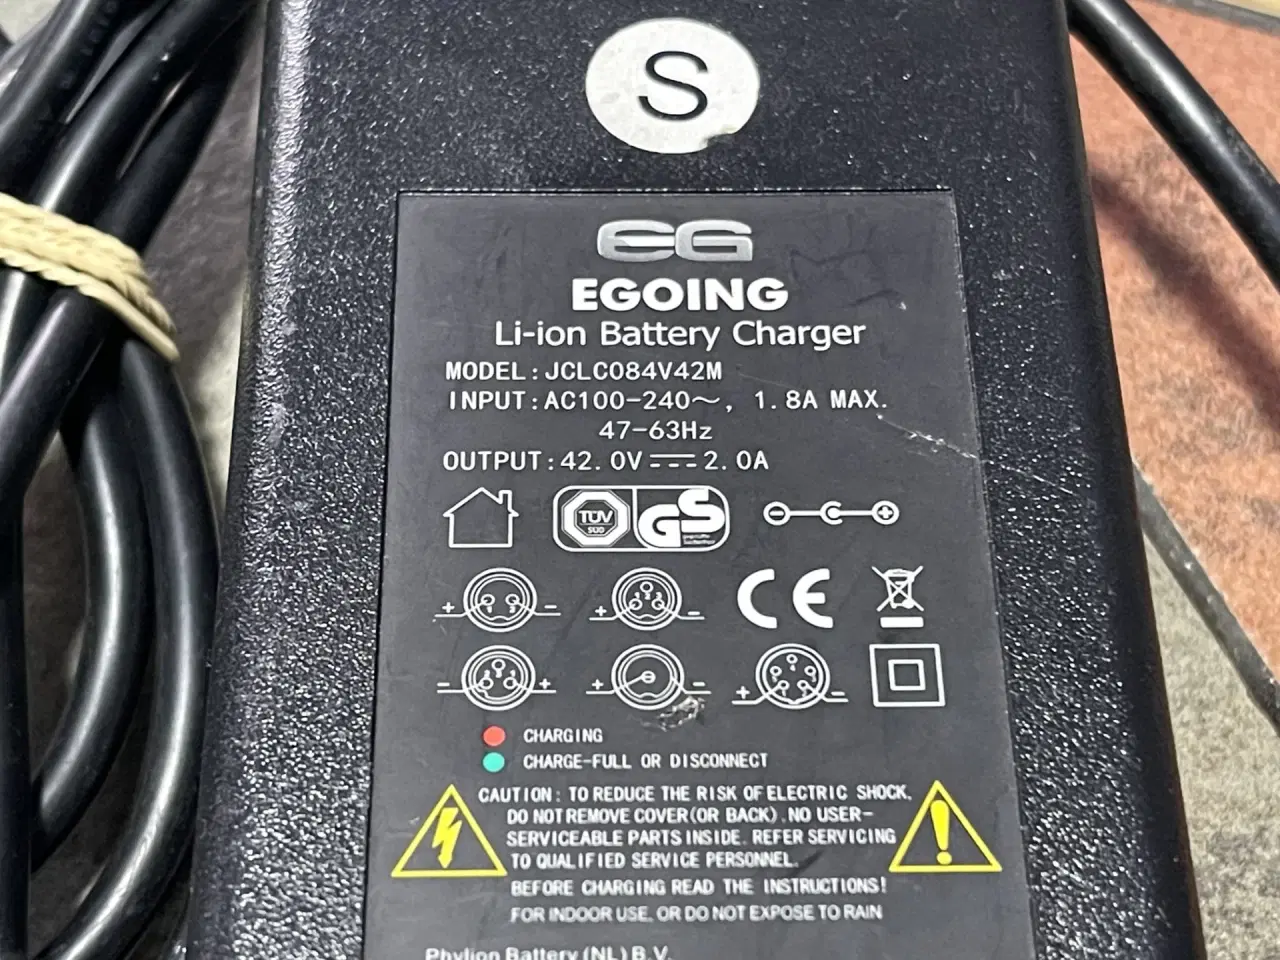 S
EG
EGOING
Li-ion Battery Charger
MODEL:JCLC084V42M
INPUT:AC100-240~, 1.8A MAX.
47-63Hz
OUTPUT:42.0V⎓2.0A
TÜV
SÜD
GS
CE
CHARGING
CHARGE-FULL OR DISCONNECT
CAUTION: TO REDUCE THE RISK OF ELECTRIC SHOCK,
DO NOT REMOVE COVER(OR BACK).NO USER-
SERVICEABLE PARTS INSIDE. REFER SERVICING
TO QUALIFIED SERVICE PERSONNEL.
BEFORE CHARGING READ THE INSTRUCTIONS!
FOR INDOOR USE, OR DO NOT EXPOSE TO RAIN
Phylion Battery (NL) B.V.